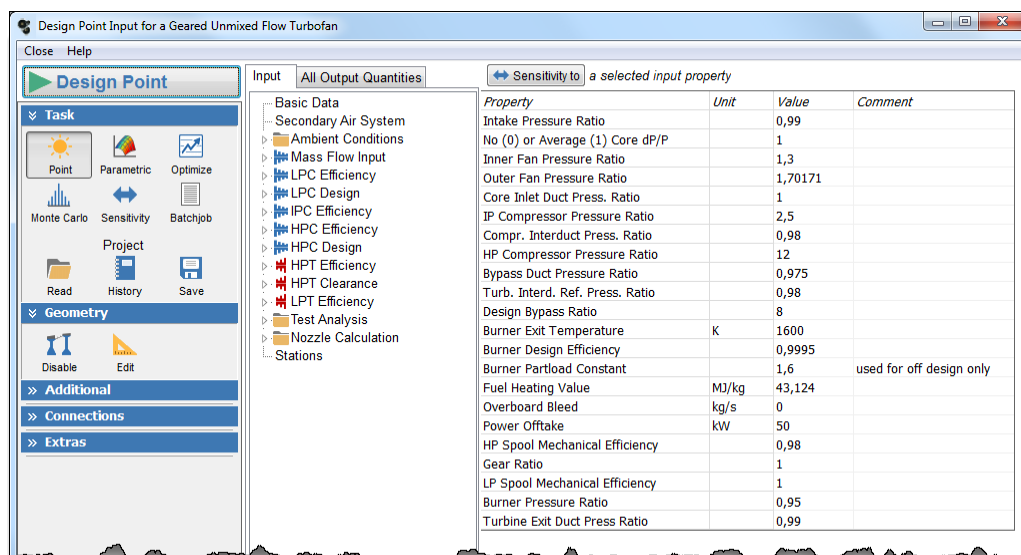 Design Point Input for a Geared Unmixed Flow Turbofan
Close Help
Design Point
Task
Point Parametric Optimize
Monte Carlo Sensitivity Batchjob
Project
Read History Save
Geometry
Disable Edit
Additional
Connections
Extras
Input All Output Quantities
Basic Data
Secondary Air System
Ambient Conditions
Mass Flow Input
LPC Efficiency
LPC Design
IPC Efficiency
HPC Efficiency
HPC Design
HPT Efficiency
HPT Clearance
LPT Efficiency
Test Analysis
Nozzle Calculation
Stations
Sensitivity to a selected input property
Property Unit Value Comment
Intake Pressure Ratio 0,99
No (0) or Average (1) Core dP/P 1
Inner Fan Pressure Ratio 1,3
Outer Fan Pressure Ratio 1,70171
Core Inlet Duct Press. Ratio 1
IP Compressor Pressure Ratio 2,5
Compr. Interduct Press. Ratio 0,98
HP Compressor Pressure Ratio 12
Bypass Duct Pressure Ratio 0,975
Turb. Interd. Ref. Press. Ratio 0,98
Design Bypass Ratio 8
Burner Exit Temperature K 1600
Burner Design Efficiency 0,9995
Burner Partload Constant 1,6 used for off design only
Fuel Heating Value MJ/kg 43,124
Overboard Bleed kg/s 0
Power Offtake kW 50
HP Spool Mechanical Efficiency 0,98
Gear Ratio 1
LP Spool Mechanical Efficiency 1
Burner Pressure Ratio 0,95
Turbine Exit Duct Press Ratio 0,99